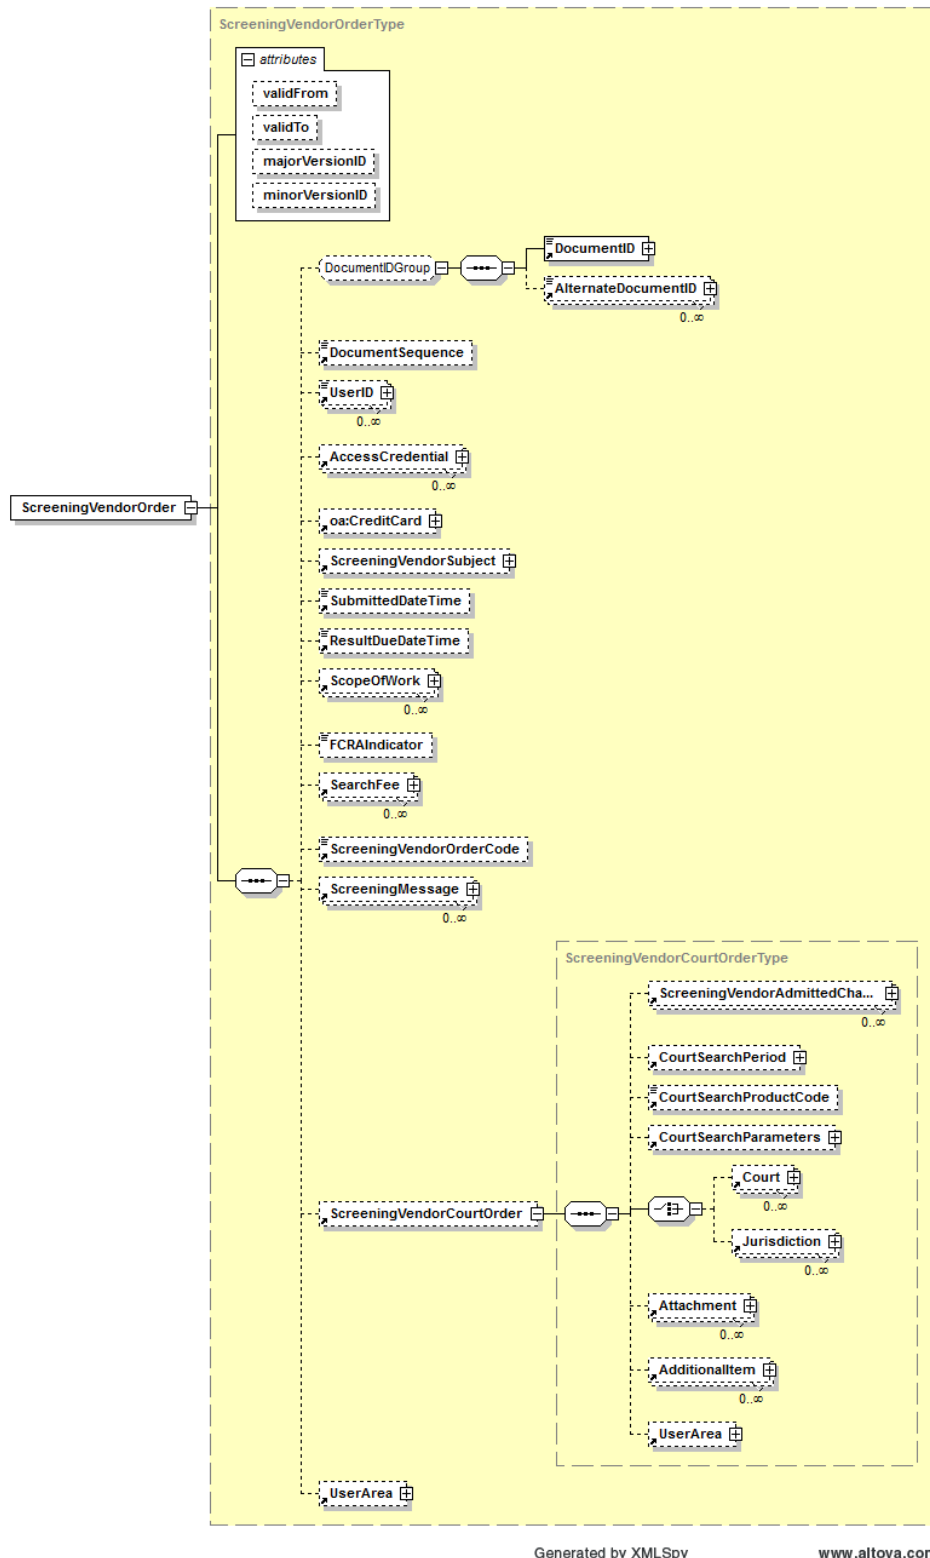 ScreeningVendorOrderType
attributes
validFrom
validTo
majorVersionID
minorVersionID
DocumentIDGroup
DocumentID
AlternateDocumentID
0..∞
DocumentSequence
UserID
0..∞
AccessCredential
0..∞
ScreeningVendorOrder
oa:CreditCard
ScreeningVendorSubject
SubmittedDateTime
ResultDueDateTime
ScopeOfWork
0..∞
FCRAIndicator
SearchFee
0..∞
ScreeningVendorOrderCode
ScreeningMessage
0..∞
ScreeningVendorCourtOrderType
ScreeningVendorAdmittedCha...
0..∞
CourtSearchPeriod
CourtSearchProductCode
CourtSearchParameters
Court
0..∞
ScreeningVendorCourtOrder
Jurisdiction
0..∞
Attachment
0..∞
AdditionalItem
0..∞
UserArea
UserArea
Generated by XMLSpy
www.altova.com